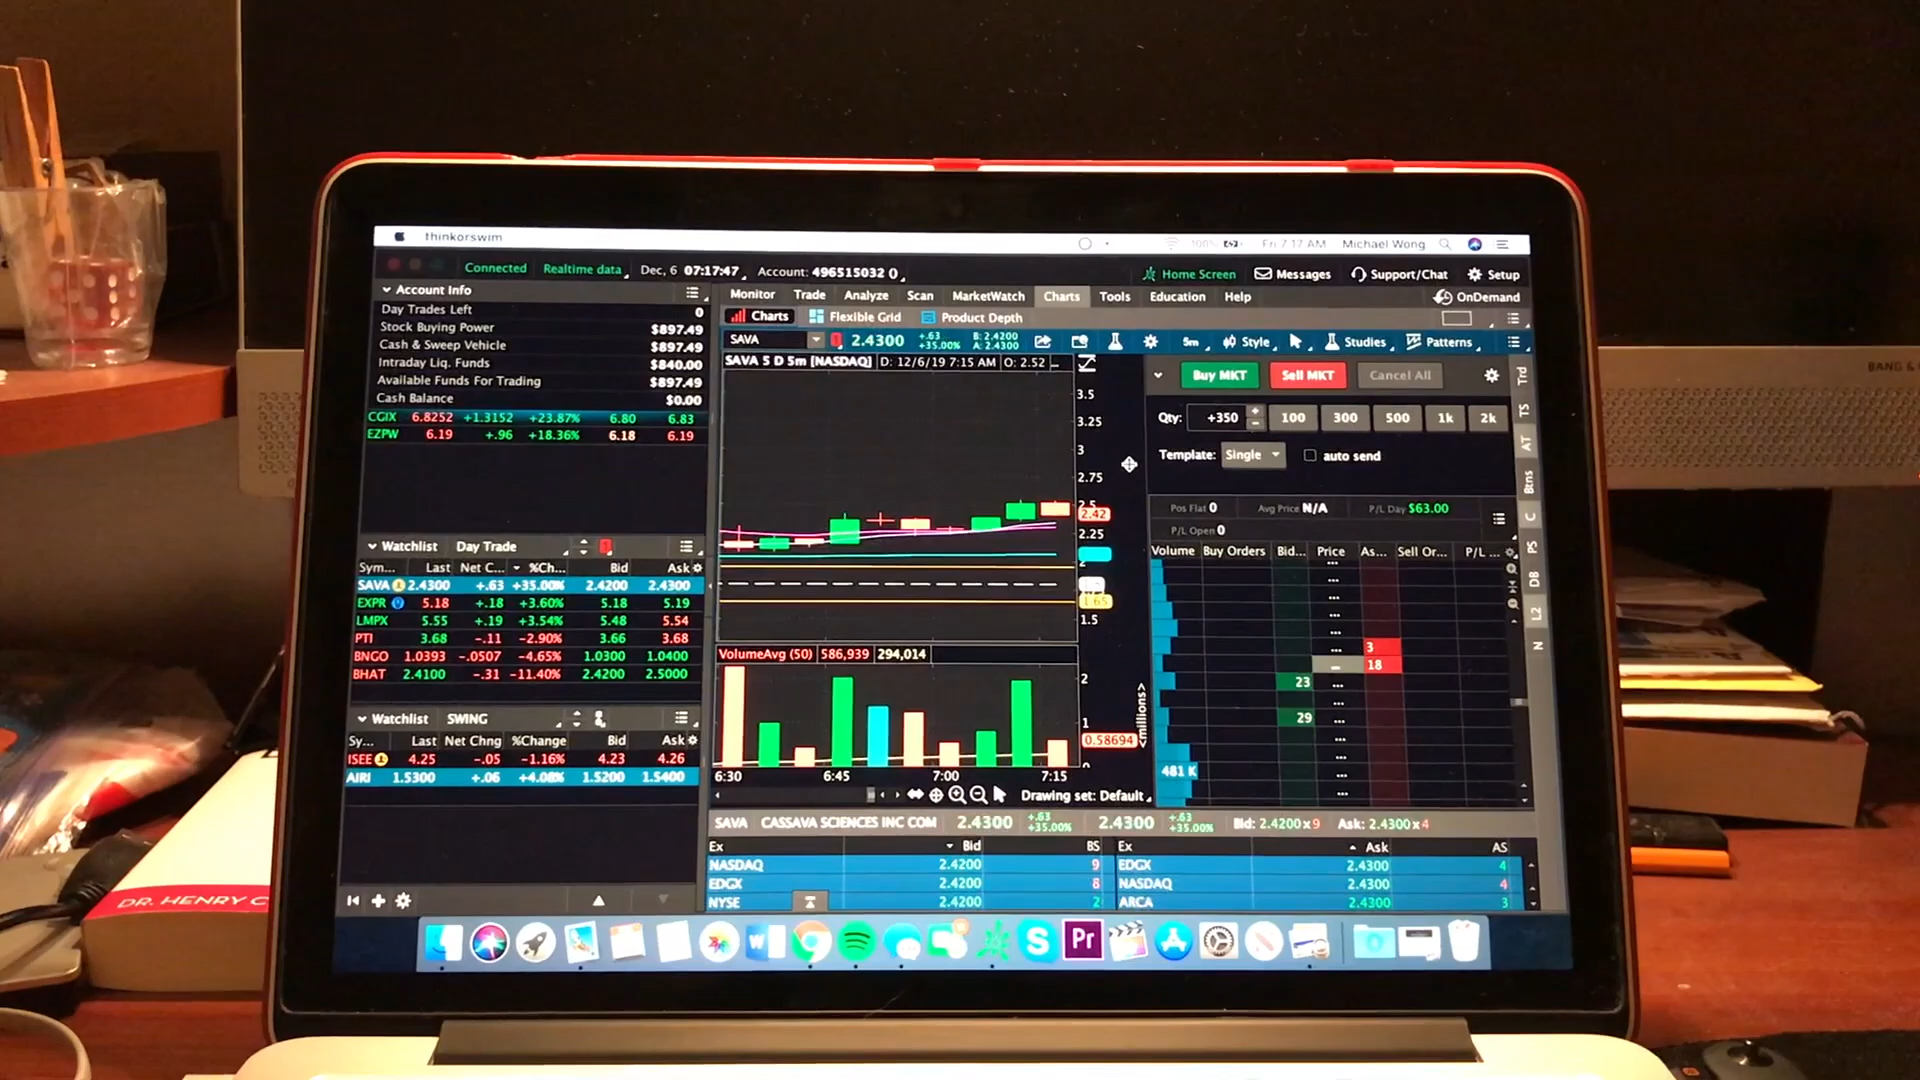 thinkorswim
100%
Fri 7:17 AM Michael Wong
Connected Realtime data Dec, 6 07:17:47 Account: 496515032 ()
Home Screen Messages Support/Chat Setup
Account Info
Day Trades Left 0
Stock Buying Power $897.49
Cash & Sweep Vehicle $897.49
Intraday Liq. Funds $840.00
Available Funds For Trading $897.49
Cash Balance $0.00
CGIX 6.8252 +1.3152 +23.87% 6.80 6.83
EZPW 6.19 +.96 +18.36% 6.18 6.19
Watchlist Day Trade 1
Sym... Last Net C... %Ch... Bid Ask
SAVA 2.4300 +.63 +35.00% 2.4200 2.4300
EXPR 5.18 +.18 +3.60% 5.18 5.19
LMPX 5.55 +.19 +3.54% 5.48 5.54
PTI 3.68 -.11 -2.90% 3.66 3.68
BNGO 1.0393 -.0507 -4.65% 1.0300 1.0400
BHAT 2.4100 -.31 -11.40% 2.4200 2.5000
Watchlist SWING
Sy... Last Net Chng %Change Bid Ask
ISEE 4.25 -.05 -1.16% 4.23 4.26
AIRI 1.5300 +.06 +4.08% 1.5200 1.5400
Monitor Trade Analyze Scan MarketWatch Charts Tools Education Help
OnDemand
Charts Flexible Grid Product Depth
SAVA 2.4300 +.63 +35.00% B: 2.4200 A: 2.4300
5m Style Studies Patterns
SAVA 5 D 5m [NASDAQ] D: 12/6/19 7:15 AM O: 2.52 ...
3.5
3.25
3
2.75
2.5
2.42
2.25
2
1.65
1.5
VolumeAvg (50) 586,939 294,014
2
1
0.58694
0
<millions>
6:30 6:45 7:00 7:15
Drawing set: Default
Buy MKT Sell MKT Cancel All
Qty: +350 100 300 500 1k 2k
Template: Single auto send
Pos Flat 0 Avg Price N/A P/L Day $63.00
P/L Open 0
Volume Buy Orders Bid... Price As... Sell Or... P/L ...
3
18
23
29
481 K
Trd
TS
AT
Btns
C
PS
DB
L2
N
SAVA CASSAVA SCIENCES INC COM 2.4300 +.63 +35.00% 2.4300 +.63 +35.00% Bid: 2.4200 x 9 Ask: 2.4300 x 4
Ex Bid BS Ex Ask AS
NASDAQ 2.4200 9 EDGX 2.4300 4
EDGX 2.4200 8 NASDAQ 2.4300 4
NYSE 2.4200 2 ARCA 2.4300 3
W
S
Pr
DR. HENRY C
BANG &